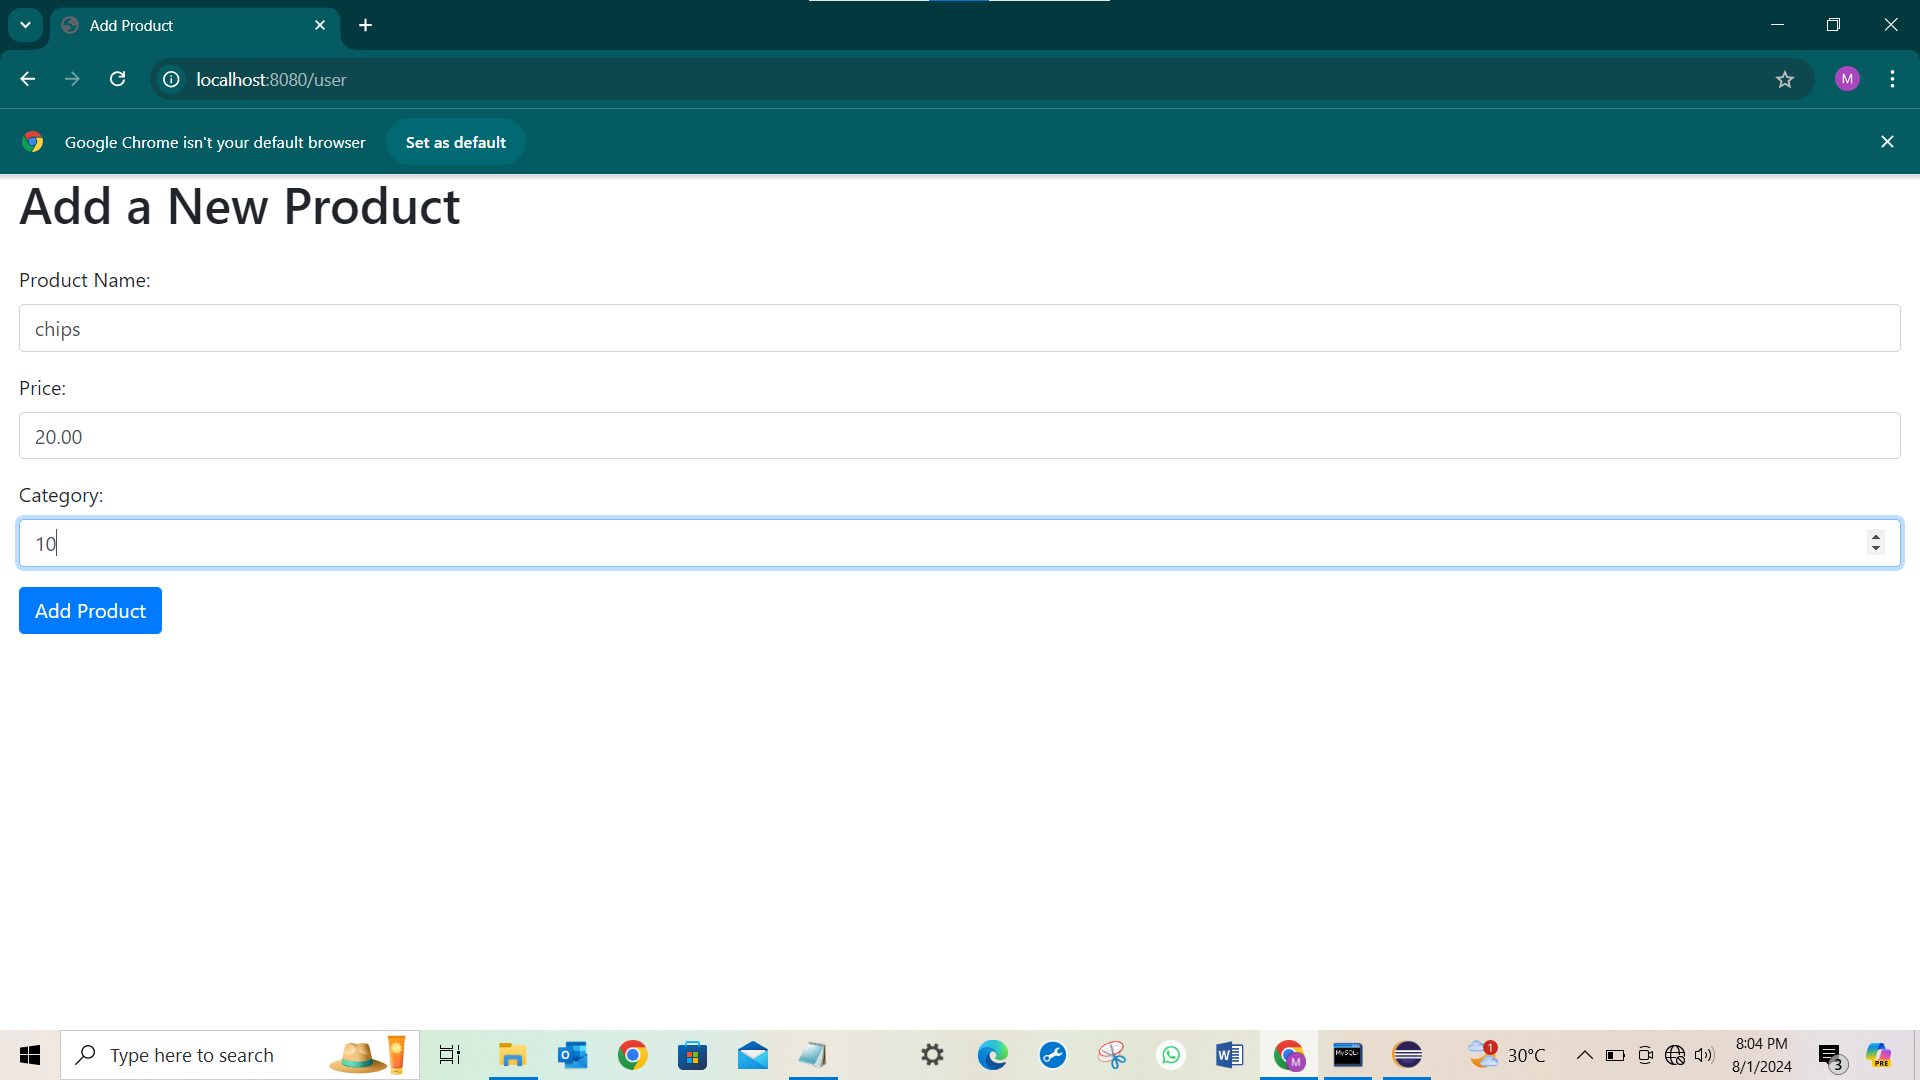 Add Product
localhost:8080/user
M
Google Chrome isn't your default browser
Set as default
Add a New Product
Product Name:
chips
Price:
20.00
Category:
10
Add Product
Type here to search
M
MySQL
1
30°C
8:04 PM
8/1/2024
3
PRE